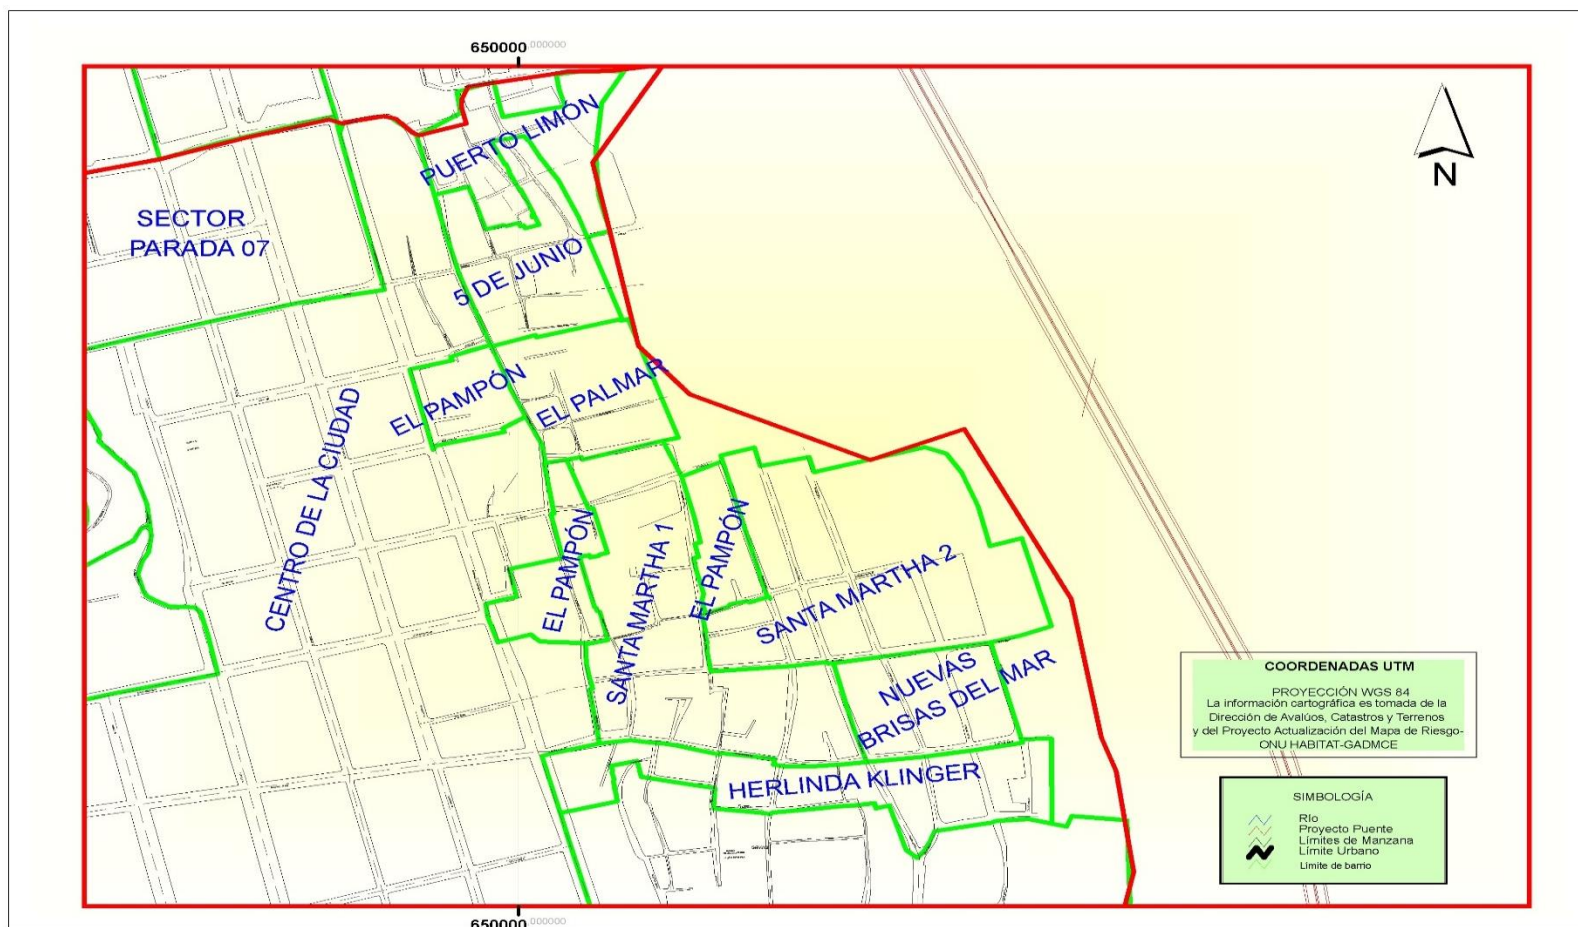 650000.000000
PUERTO LIMÓN
SECTOR
PARADA 07
5 DE JUNIO
EL PAMPÓN
EL PALMAR
CENTRO DE LA CIUDAD
EL PAMPÓN
SANTA MARTHA 1
EL PAMPÓN
SANTA MARTHA 2
NUEVAS
BRISAS DEL MAR
HERLINDA KLINGER
N
COORDENADAS UTM
PROYECCIÓN WGS 84
La información cartográfica es tomada de la
Dirección de Avalúos, Catastros y Terrenos
y del Proyecto Actualización del Mapa de Riesgo-
ONU HABITAT-GADMCE
SIMBOLOGÍA
Río
Proyecto Puente
Límites de Manzana
Límite Urbano
Límite de barrio
650000.000000